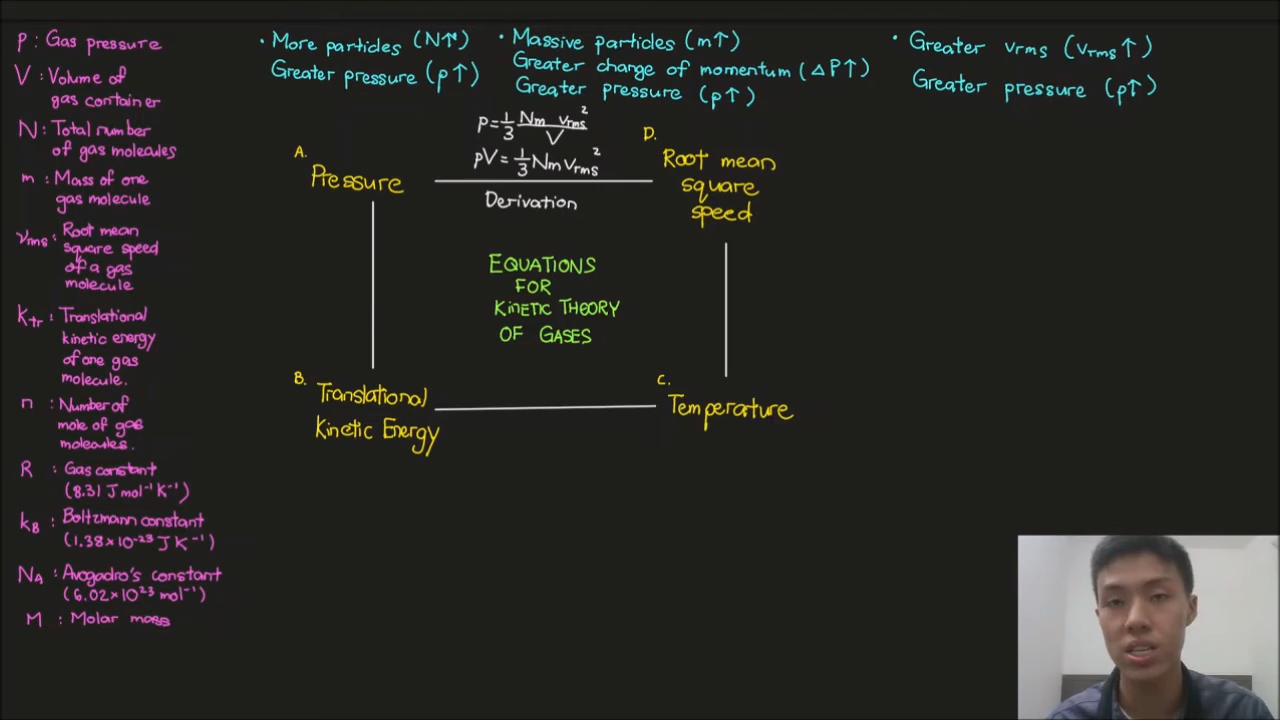 P : Gas pressure
V : Volume of
gas container
N : Total number
of gas molecules
m : Mass of one
gas molecule
vrms : Root mean
square speed
of a gas
molecule
Ktr : Translational
kinetic energy
of one gas
molecule.
n : Number of
mole of gas
molecules.
R : Gas constant
(8.31 J mol⁻¹ K⁻¹)
kB : Boltzmann constant
(1.38×10⁻²³ J K⁻¹)
NA : Avogadro's constant
(6.02×10²³ mol⁻¹)
M : Molar mass
• More particles (N↑)
Greater pressure (p↑)
• Massive particles (m↑)
Greater change of momentum (ΔP↑)
Greater pressure (p↑)
• Greater vrms (vrms↑)
Greater pressure (p↑)
P = 1/3 Nm vrms²/V
pV = 1/3 Nm vrms²
Derivation
A.
Pressure
D.
Root mean
square
speed
EQUATIONS
FOR
KINETIC THEORY
OF GASES
B.
Translational
Kinetic Energy
C.
Temperature